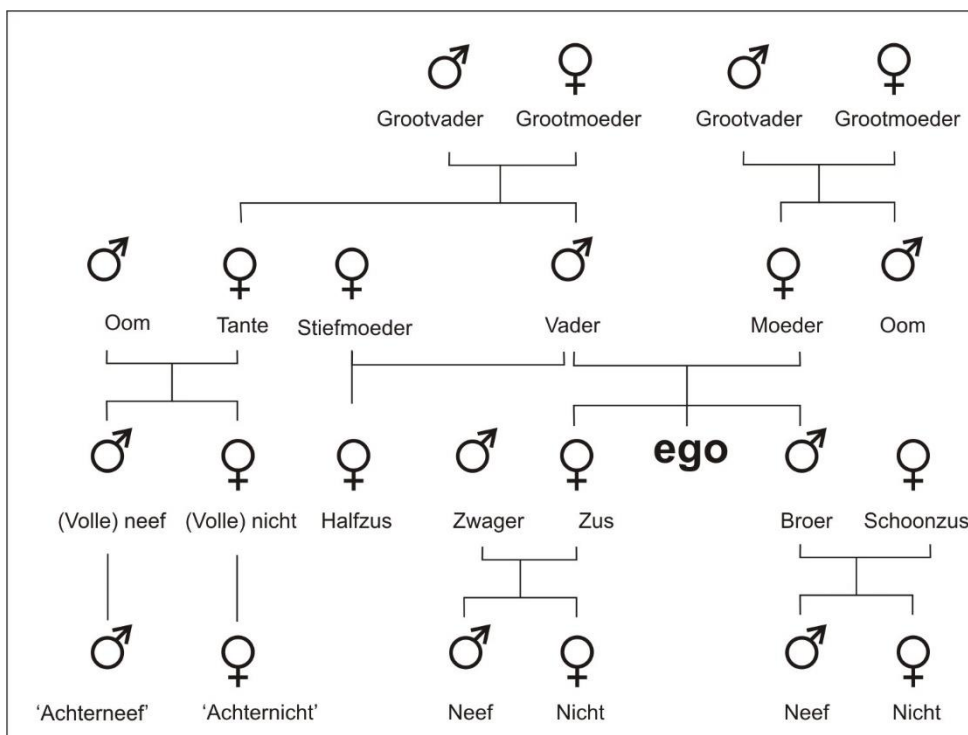 Grootvader Grootmoeder Grootvader Grootmoeder
Oom Tante Stiefmoeder Vader Moeder Oom
ego
(Volle) neef (Volle) nicht Halfzus Zwager Zus Broer Schoonzus
‘Achterneef’ ‘Achternicht’ Neef Nicht Neef Nicht